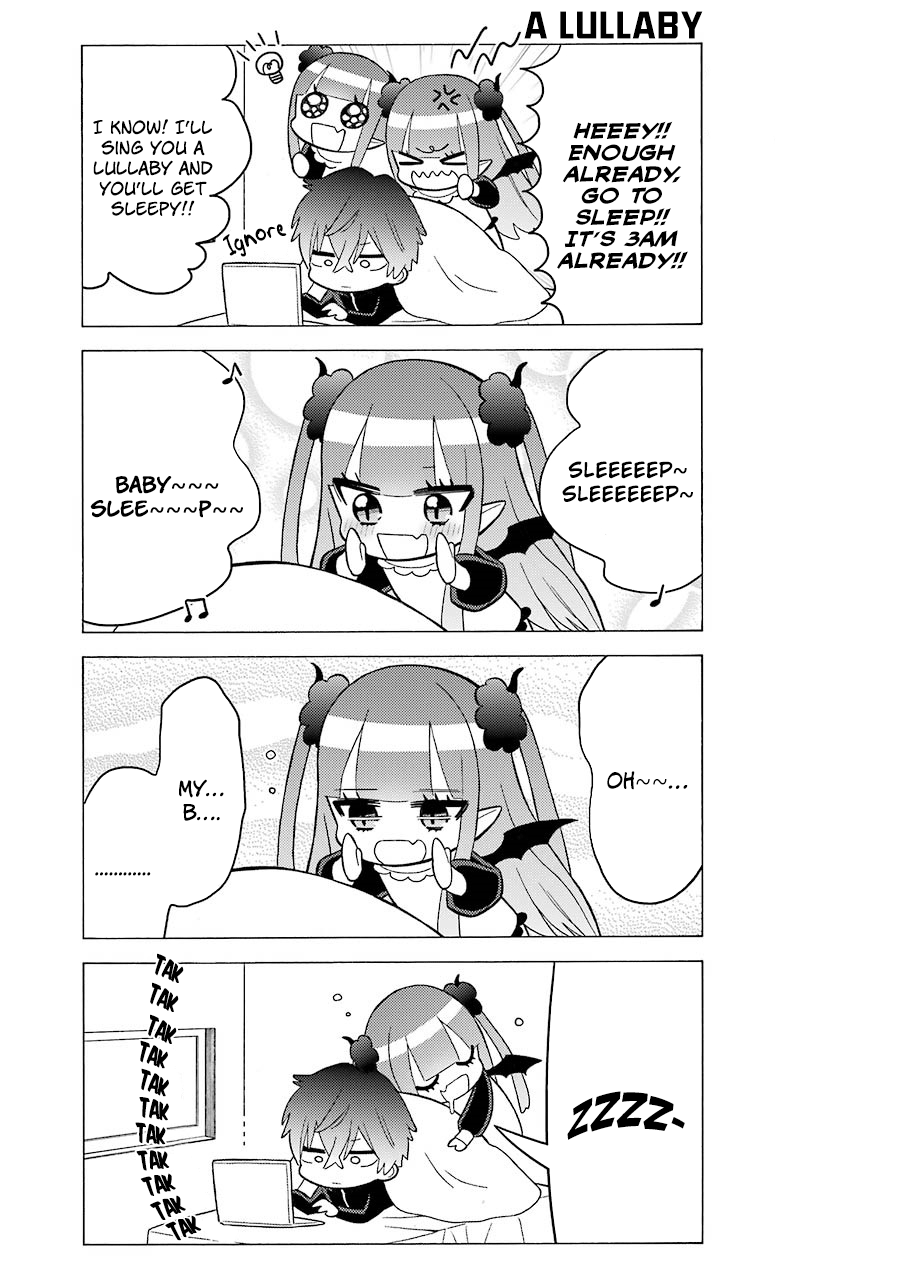 A LULLABY
HEEEY!!
ENOUGH
ALREADY,
GO TO
SLEEP!!
IT'S 3AM
ALREADY!!
I KNOW! I'LL
SING YOU A
LULLABY AND
YOU'LL GET
SLEEPY!!
Ignore
SLEEEEEP~
SLEEEEEEP~
BABY~~~
SLEE~~~P~~
OH~~...
MY...
B....
.............
ZZZZ-
TAK
TAK
TAK
TAK
TAK
TAK
TAK
TAK
TAK
TAK
TAK